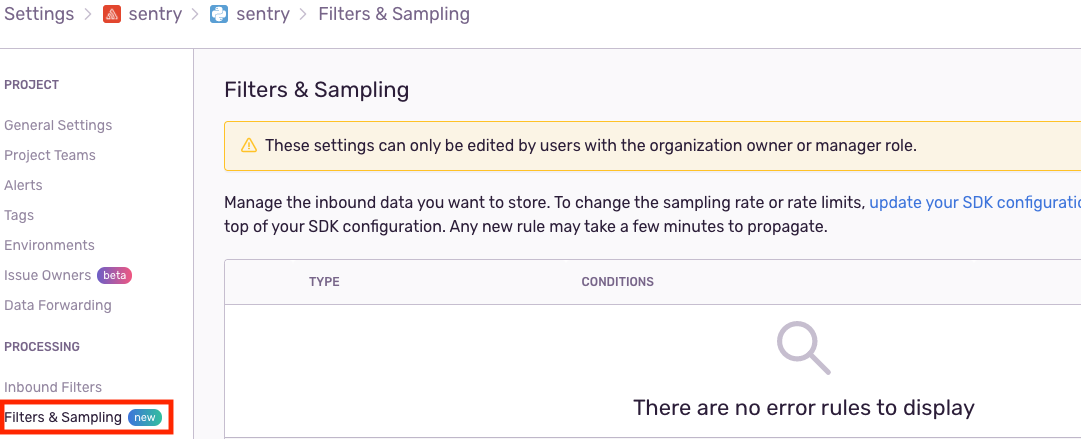 Settings > sentry > sentry > Filters & Sampling
PROJECT
General Settings
Project Teams
Alerts
Tags
Environments
Issue Owners beta
Data Forwarding
PROCESSING
Inbound Filters
Filters & Sampling new
Filters & Sampling
These settings can only be edited by users with the organization owner or manager role.
Manage the inbound data you want to store. To change the sampling rate or rate limits, update your SDK
top of your SDK configuration. Any new rule may take a few minutes to propagate.
TYPE CONDITIONS
There are no error rules to display